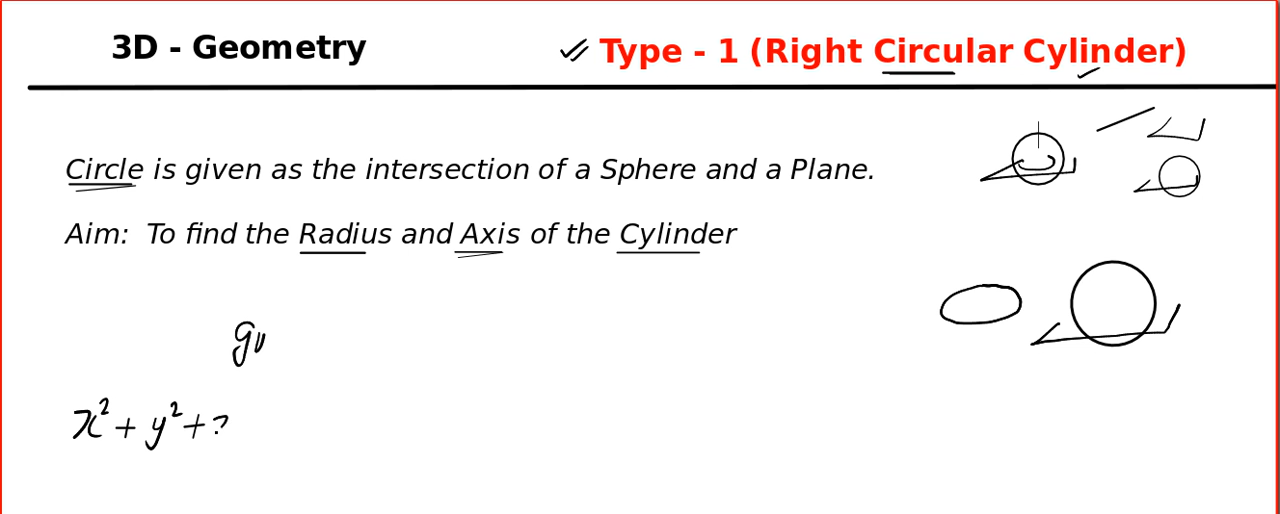 3D - Geometry
Type - 1 (Right Circular Cylinder)
Circle is given as the intersection of a Sphere and a Plane.
Aim: To find the Radius and Axis of the Cylinder
x² + y² +